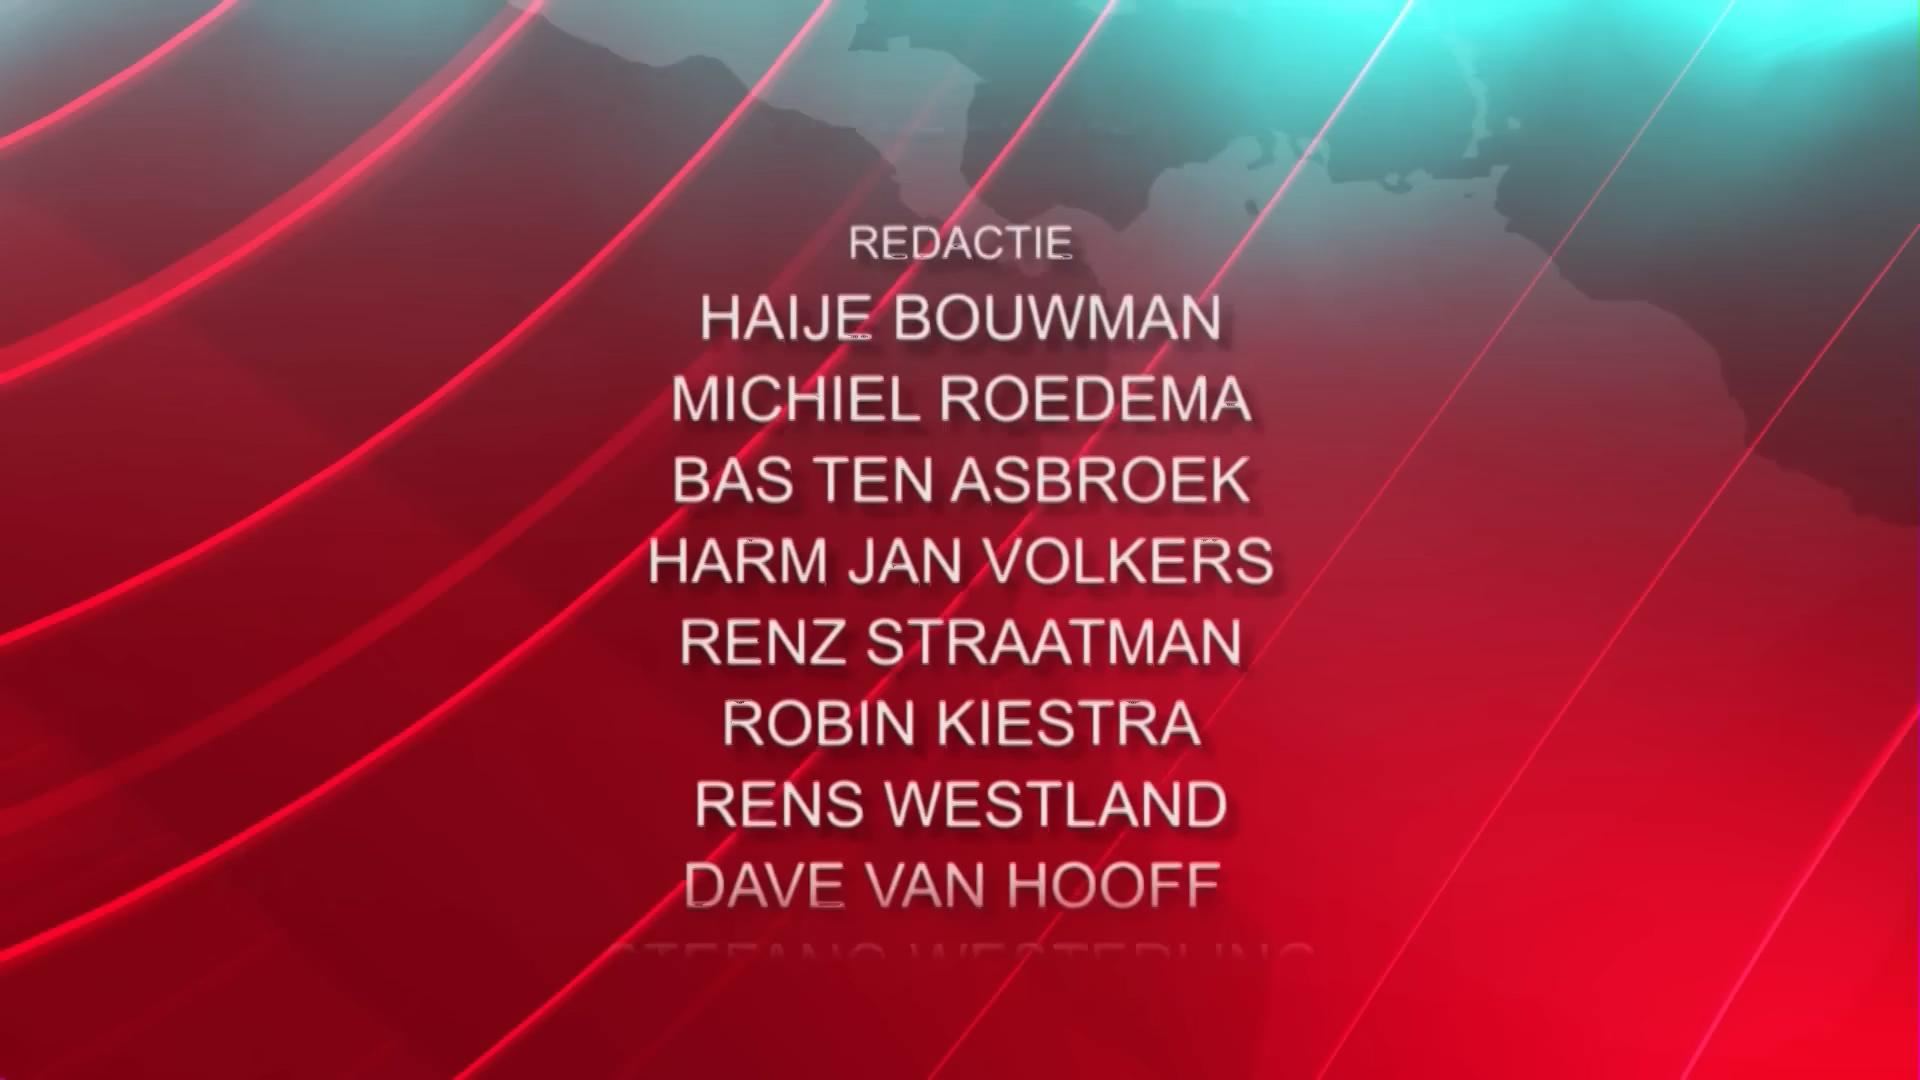 REDACTIE
HAIJE BOUWMAN
MICHIEL ROEDEMA
BAS TEN ASBROEK
HARM JAN VOLKERS
RENZ STRAATMAN
ROBIN KIESTRA
RENS WESTLAND
DAVE VAN HOOFF